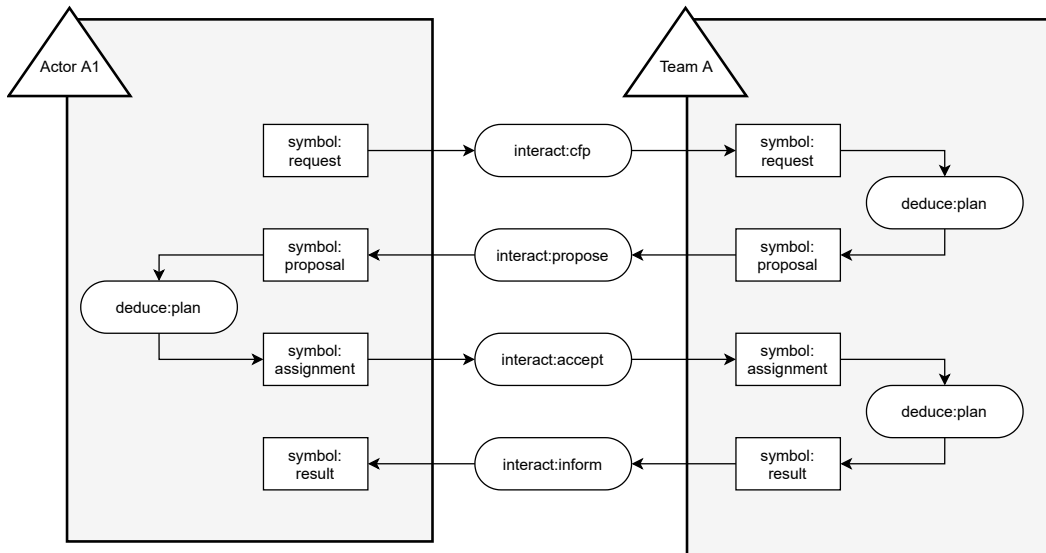 Actor A1
Team A
symbol:
request
interact:cfp
symbol:
request
deduce:plan
symbol:
proposal
interact:propose
symbol:
proposal
deduce:plan
symbol:
assignment
interact:accept
symbol:
assignment
deduce:plan
symbol:
result
interact:inform
symbol:
result